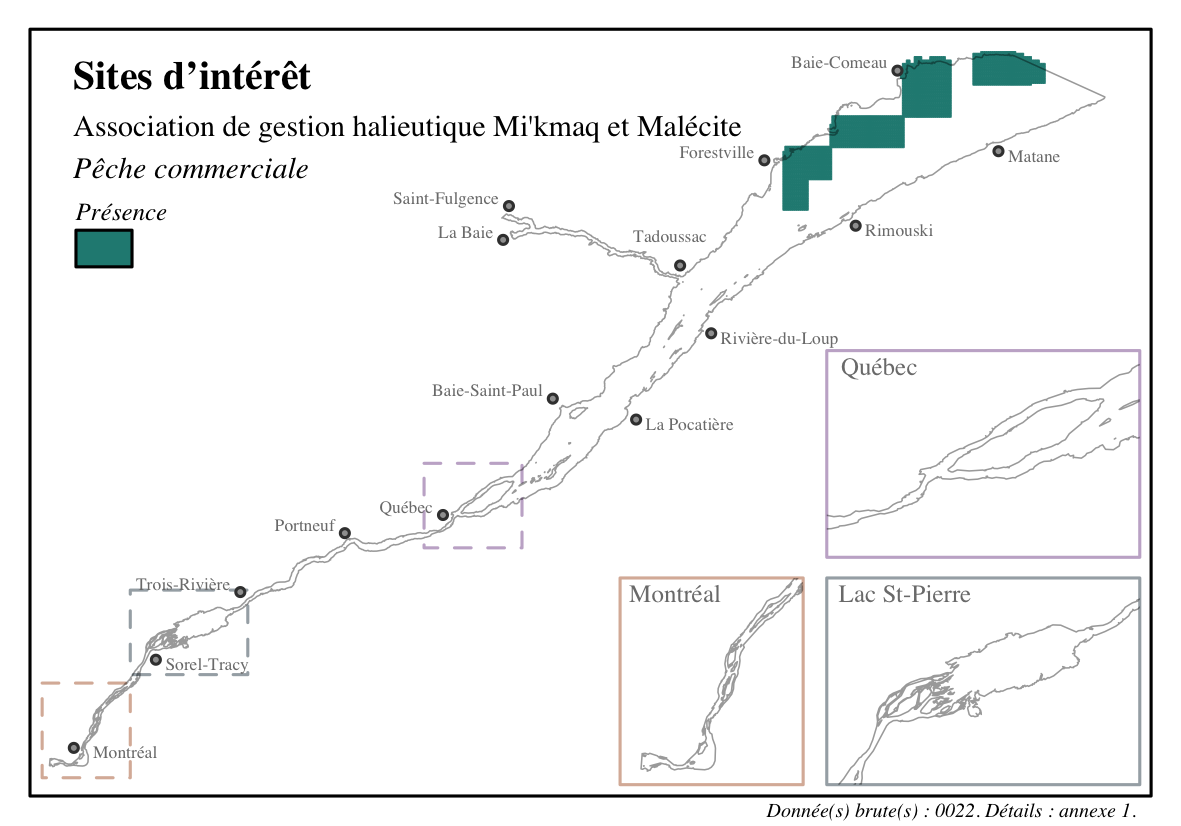 Sites d’intérêt
Association de gestion halieutique Mi'kmaq et Malécite
Pêche commerciale
Présence
Baie-Comeau
Forestville
Matane
Saint-Fulgence
La Baie
Tadoussac
Rimouski
Rivière-du-Loup
Baie-Saint-Paul
La Pocatière
Québec
Portneuf
Trois-Rivière
Sorel-Tracy
Montréal
Québec
Montréal
Lac St-Pierre
Donnée(s) brute(s) : 0022. Détails : annexe 1.